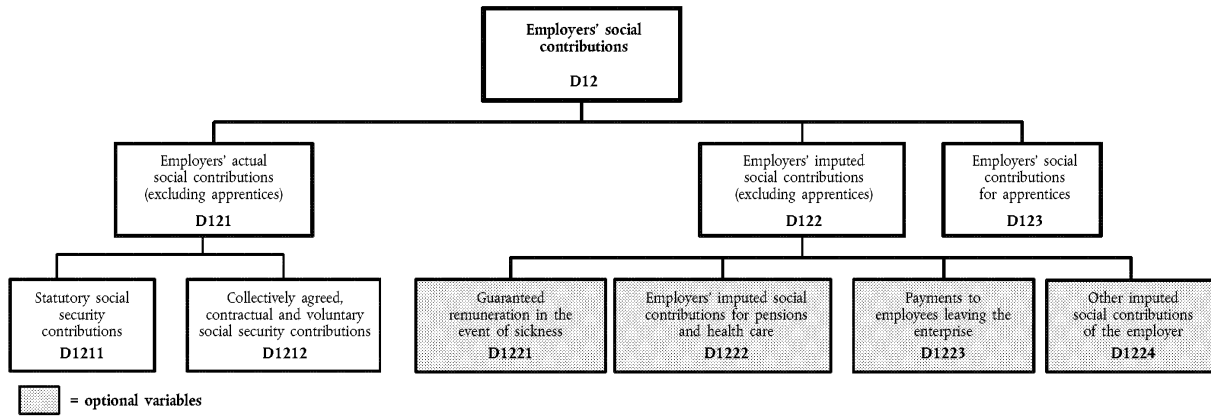 Employers' social
contributions
D12
Employers' actual
social contributions
(excluding apprentices)
D121
Employers' imputed
social contributions
(excluding apprentices)
D122
Employers' social
contributions
for apprentices
D123
Statutory social
security
contributions
D1211
Collectively agreed,
contractual and voluntary
social security contributions
D1212
Guaranteed
remuneration in the
event of sickness
D1221
Employers' imputed social
contributions for pensions
and health care
D1222
Payments to
employees leaving the
enterprise
D1223
Other imputed
social contributions
of the employer
D1224
= optional variables